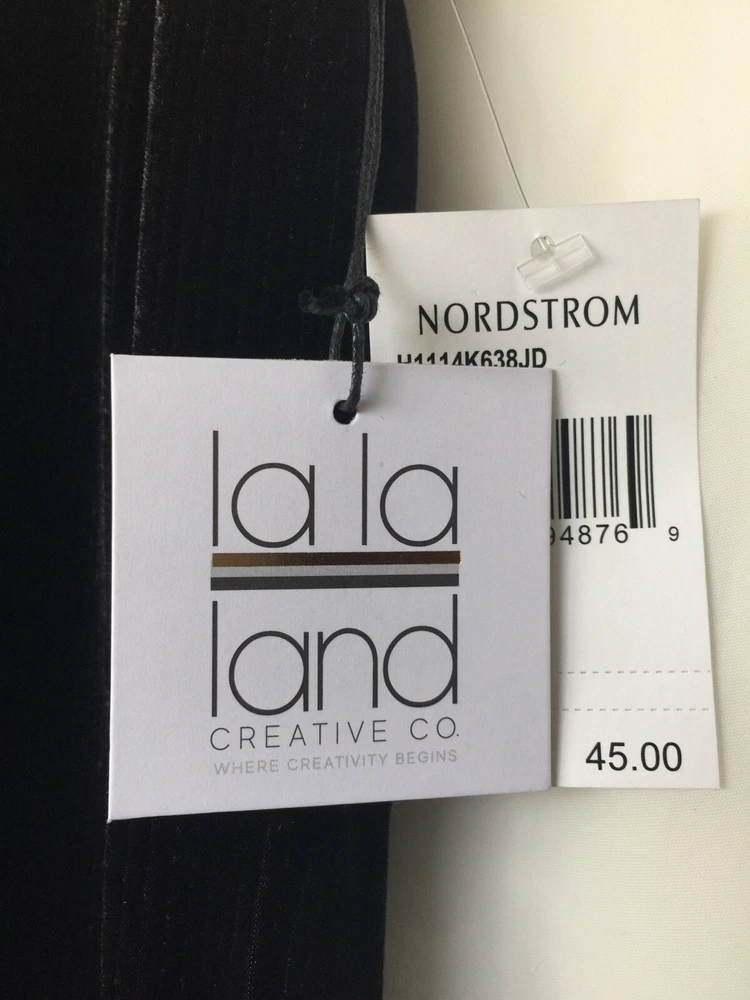 NORDSTROM
H1114K638JD
94876 9
45.00
la la
land
CREATIVE CO.
WHERE CREATIVITY BEGINS